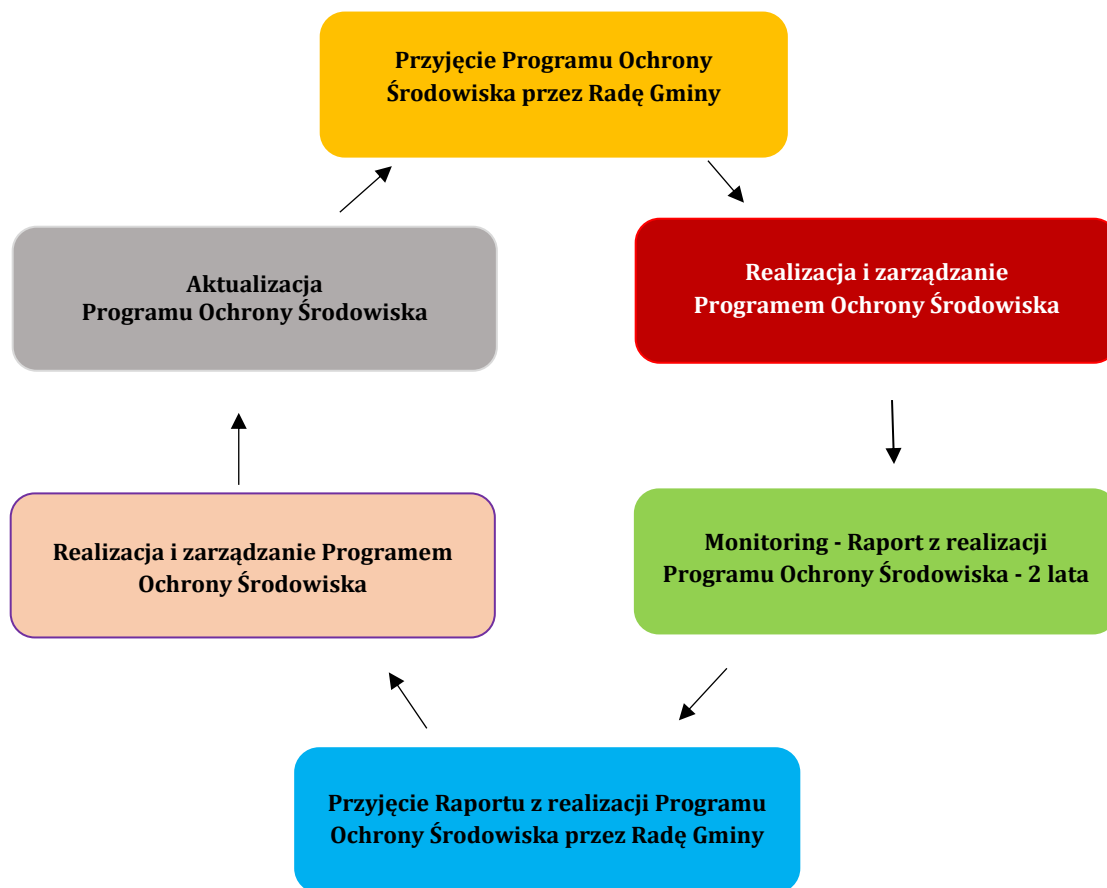 Przyjęcie Programu Ochrony
Środowiska przez Radę Gminy
Aktualizacja
Programu Ochrony Środowiska
Realizacja i zarządzanie
Programem Ochrony Środowiska
Realizacja i zarządzanie Programem
Ochrony Środowiska
Monitoring - Raport z realizacji
Programu Ochrony Środowiska - 2 lata
Przyjęcie Raportu z realizacji Programu
Ochrony Środowiska przez Radę Gminy